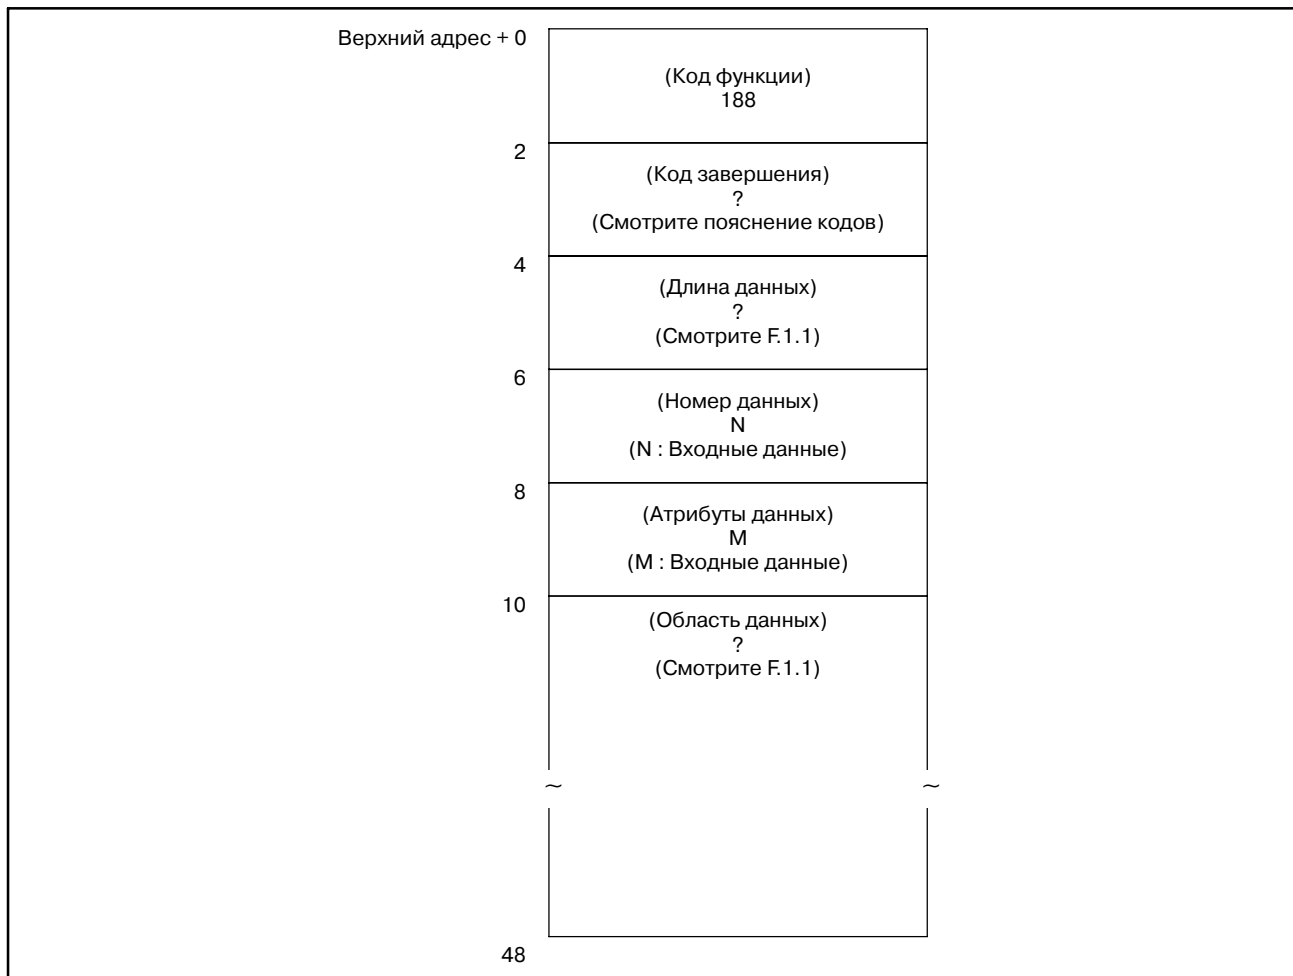 Верхний адрес + 0
(Код функции)
188
2
(Код завершения)
?
(Смотрите пояснение кодов)
4
(Длина данных)
?
(Смотрите F.1.1)
6
(Номер данных)
N
(N : Входные данные)
8
(Атрибуты данных)
M
(M : Входные данные)
10
(Область данных)
?
(Смотрите F.1.1)
~ ~
48